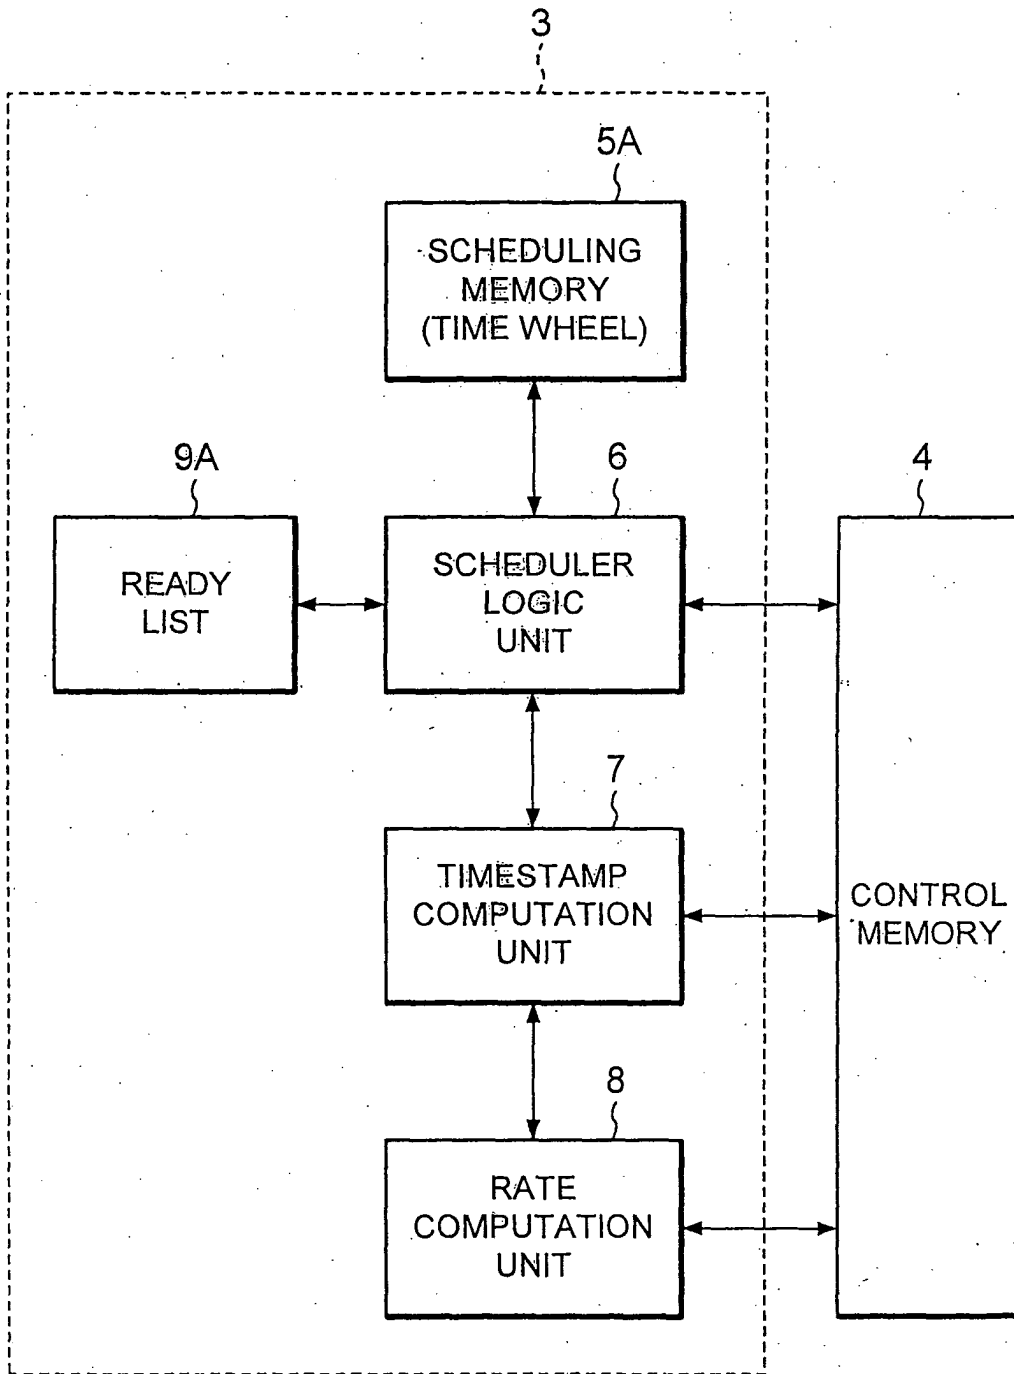 3
5A
SCHEDULING
MEMORY
(TIME WHEEL)
9A
6
4
READY
LIST
SCHEDULER
LOGIC
UNIT
7
TIMESTAMP
COMPUTATION
UNIT
CONTROL
MEMORY
8
RATE
COMPUTATION
UNIT